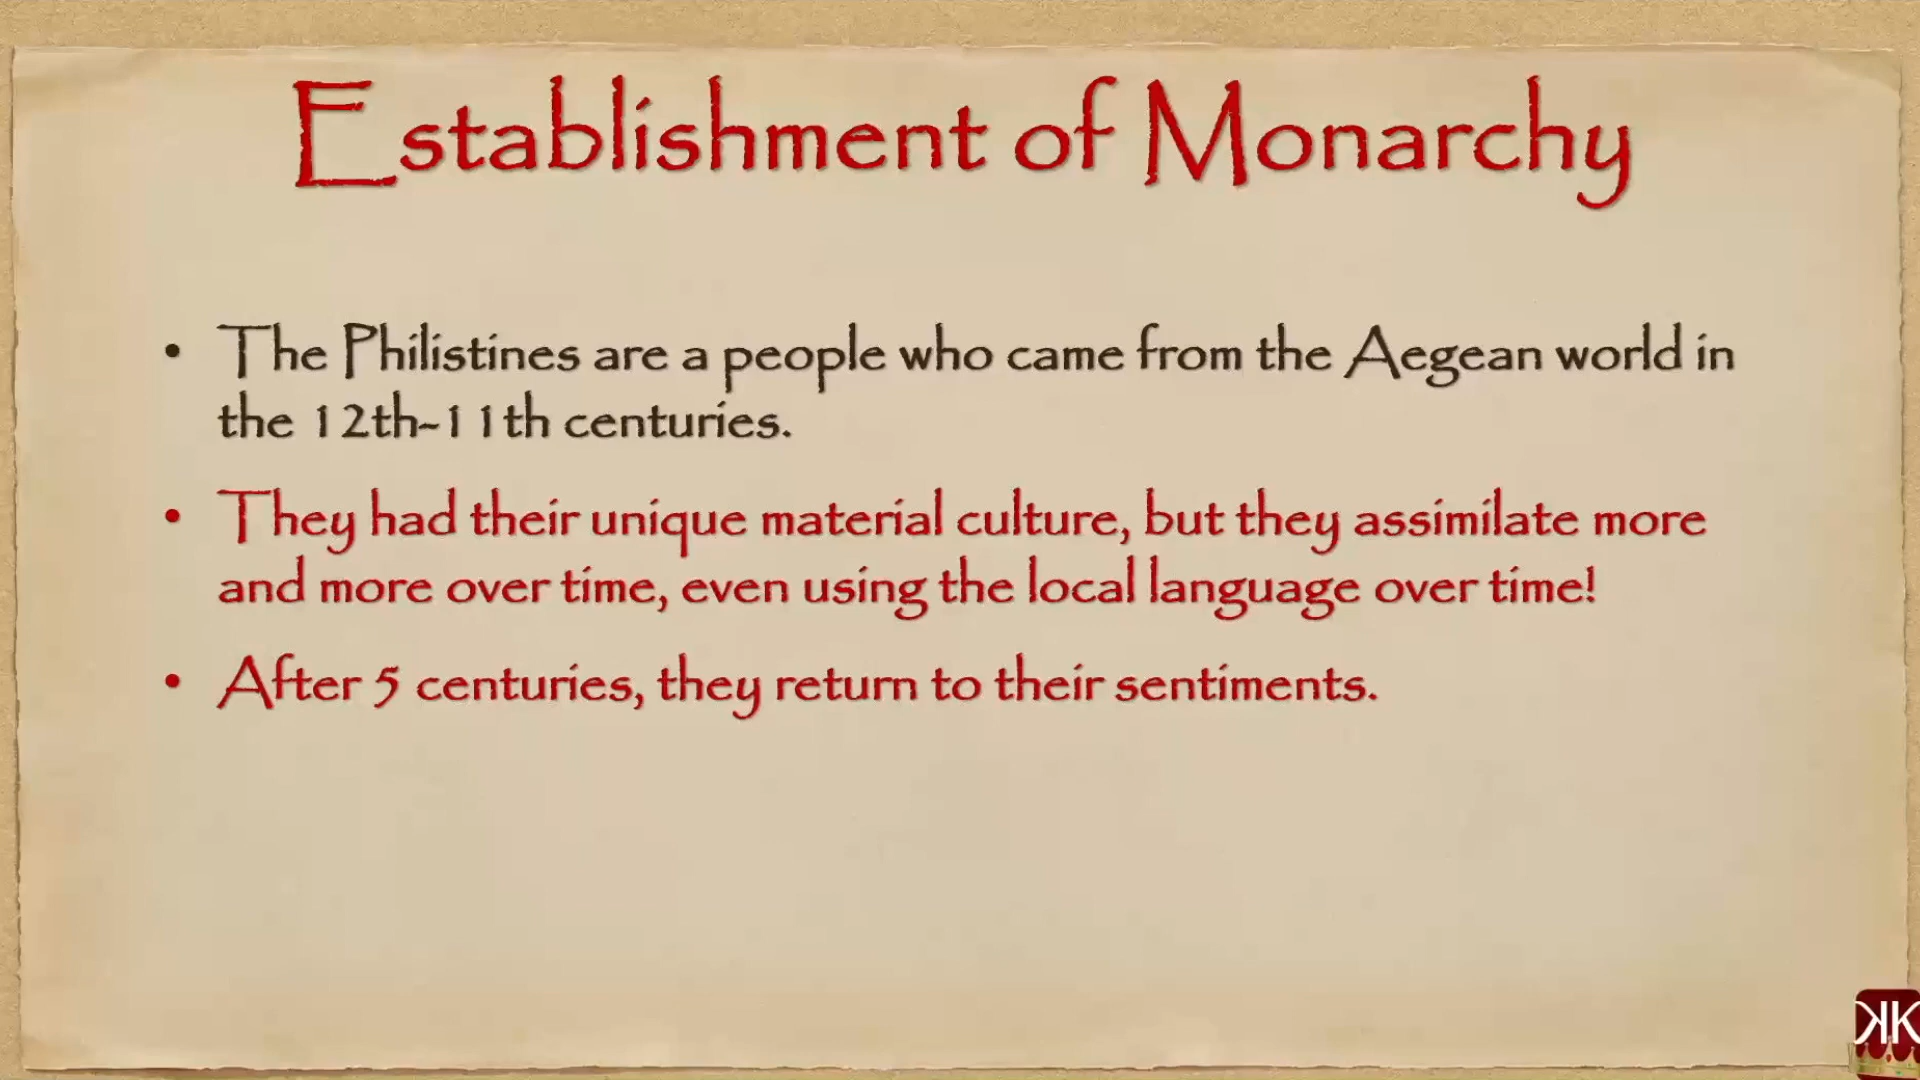 Establishment of Monarchy
• The Philistines are a people who came from the Aegean world in
the 12th-11th centuries.
• They had their unique material culture, but they assimilate more
and more over time, even using the local language over time!
• After 5 centuries, they return to their sentiments.
KK